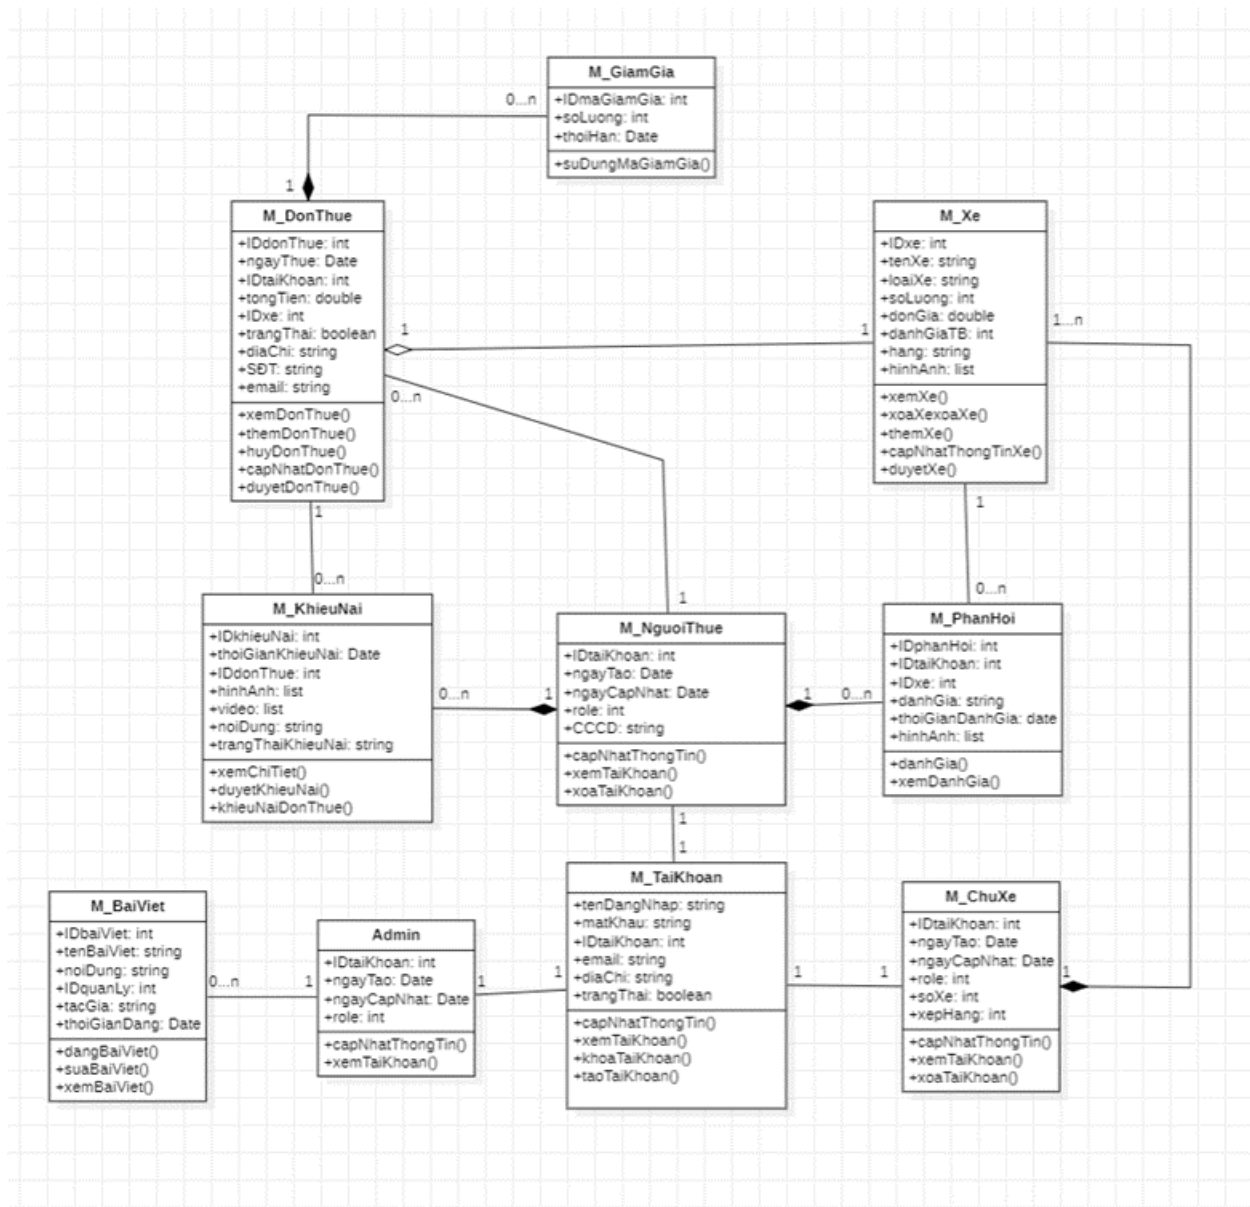 M_GiamGia
+IDmaGiamGia: int
+soLuong: int
+thoiHan: Date
+suDungMaGiamGia()
0...n
1
M_DonThue
+IDdonThue: int
+ngayThue: Date
+IDtaiKhoan: int
+tongTien: double
+IDxe: int
+trangThai: boolean
+diaChi: string
+SĐT: string
+email: string
+xemDonThue()
+themDonThue()
+huyDonThue()
+capNhatDonThue()
+duyetDonThue()
1
1
0...n
M_Xe
+IDxe: int
+tenXe: string
+loaiXe: string
+soLuong: int
+donGia: double
+danhGiaTB: int
+hang: string
+hinhAnh: list
+xemXe()
+xoaXexoaXe()
+themXe()
+capNhatThongTinXe()
+duyetXe()
1...n
1
0...n
1
0...n
1
M_KhieuNai
+IDkhieuNai: int
+thoiGianKhieuNai: Date
+IDdonThue: int
+hinhAnh: list
+video: list
+noiDung: string
+trangThaiKhieuNai: string
+xemChiTiet()
+duyetKhieuNai()
+khieuNaiDonThue()
0...n
1
M_NguoiThue
+IDtaiKhoan: int
+ngayTao: Date
+ngayCapNhat: Date
+role: int
+CCCD: string
+capNhatThongTin()
+xemTaiKhoan()
+xoaTaiKhoan()
1
0...n
M_PhanHoi
+IDphanHoi: int
+IDtaiKhoan: int
+IDxe: int
+danhGia: string
+thoiGianDanhGia: date
+hinhAnh: list
+danhGia()
+xemDanhGia()
1
1
M_BaiViet
+IDbaiViet: int
+tenBaiViet: string
+noiDung: string
+IDquanLy: int
+tacGia: string
+thoiGianDang: Date
+dangBaiViet()
+suaBaiViet()
+xemBaiViet()
0...n
1
Admin
+IDtaiKhoan: int
+ngayTao: Date
+ngayCapNhat: Date
+role: int
+capNhatThongTin()
+xemTaiKhoan()
1
1
M_TaiKhoan
+tenDangNhap: string
+matKhau: string
+IDtaiKhoan: int
+email: string
+diaChi: string
+trangThai: boolean
+capNhatThongTin()
+xemTaiKhoan()
+khoaTaiKhoan()
+taoTaiKhoan()
1
1
M_ChuXe
+IDtaiKhoan: int
+ngayTao: Date
+ngayCapNhat: Date
+role: int
+soXe: int
+xepHang: int
+capNhatThongTin()
+xemTaiKhoan()
+xoaTaiKhoan()
1